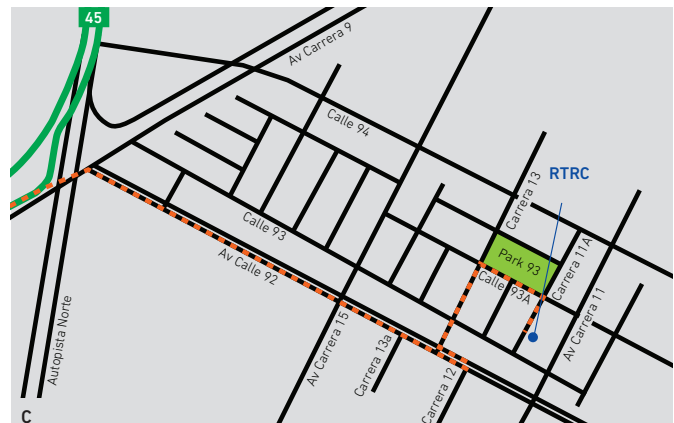 45
Av Carrera 9
Calle 94
RTRC
Carrera 13
Calle 93
Park 93
Carrera 11A
Av Calle 92
Calle 93A
Av Carrera 11
Autopista Norte
Av Carrera 15
Carrera 13a
Carrera 12
C